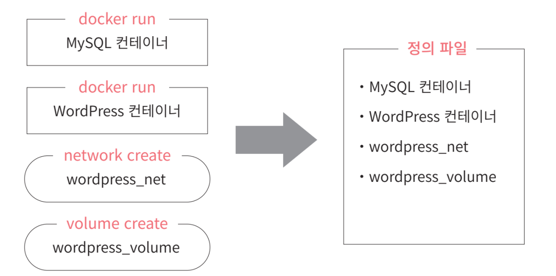 docker run
MySQL 컨테이너
docker run
WordPress 컨테이너
network create
wordpress_net
volume create
wordpress_volume
정의 파일
・MySQL 컨테이너
・WordPress 컨테이너
・wordpress_net
・wordpress_volume